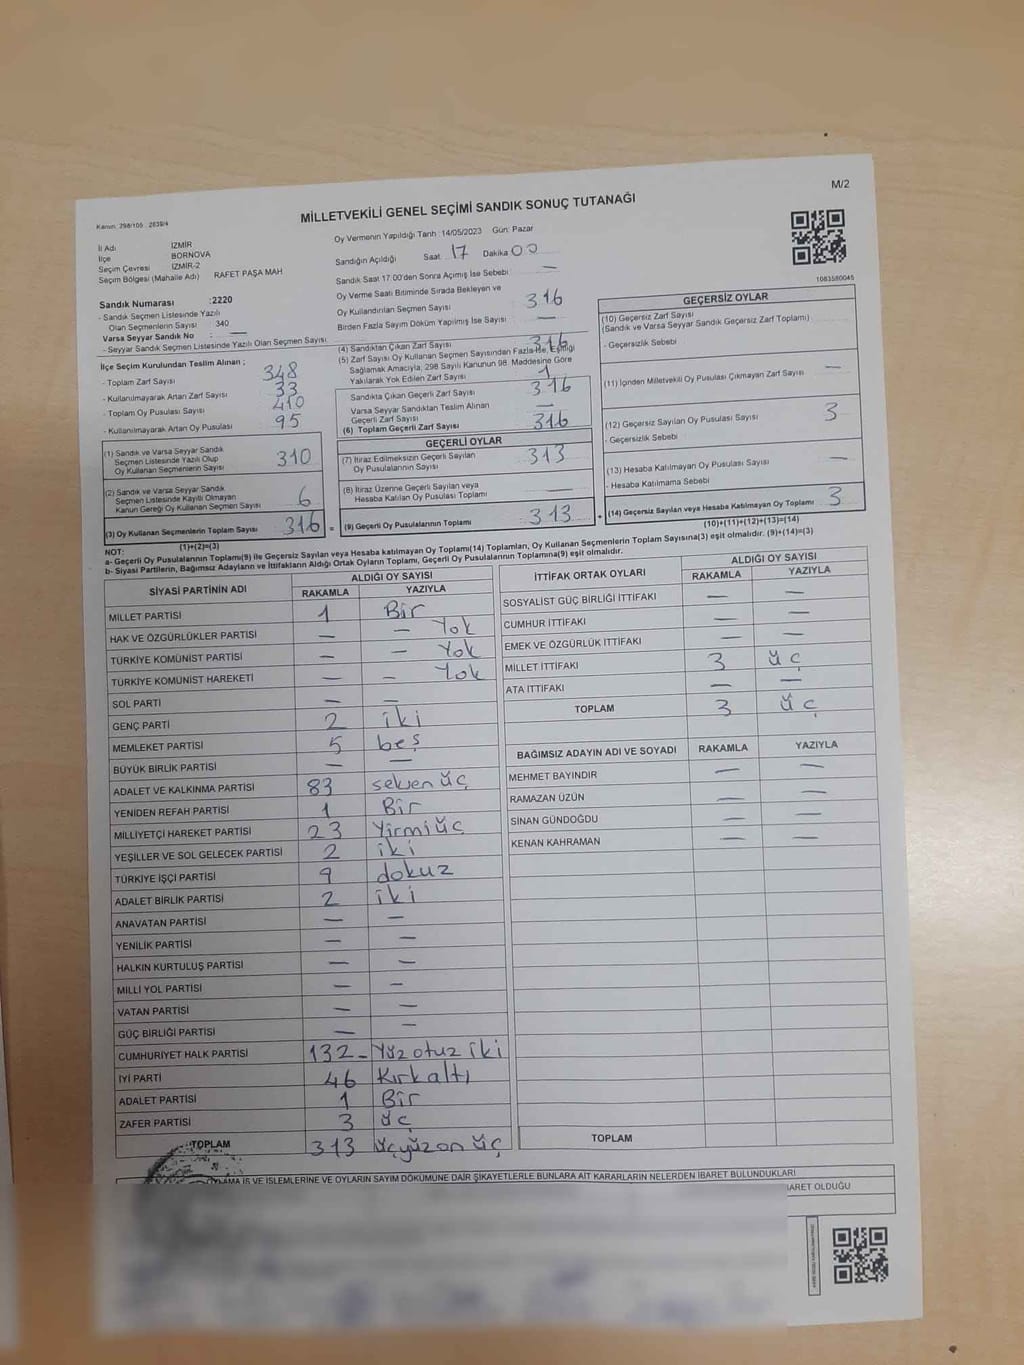 M/2
Kanun: 298/105 2839/4
MİLLETVEKİLİ GENEL SEÇİMİ SANDIK SONUÇ TUTANAĞI
İl Adı İZMİR
İlçe BORNOVA
Seçim Çevresi İZMİR-2
Seçim Bölgesi (Mahalle Adı) RAFET PAŞA MAH
Sandık Numarası :2220
- Sandık Seçmen Listesinde Yazılı
Olan Seçmenlerin Sayısı 340
Varsa Seyyar Sandık No : —
- Seyyar Sandık Seçmen Listesinde Yazılı Olan Seçmen Sayısı
İlçe Seçim Kurulundan Teslim Alınan ;
- Toplam Zarf Sayısı 348
- Kullanılmayarak Artan Zarf Sayısı 33
- Toplam Oy Pusulası Sayısı 410
- Kullanılmayarak Artan Oy Pusulası 95
(1) Sandık ve Varsa Seyyar Sandık
Seçmen Listesinde Yazılı Olup
Oy Kullanan Seçmenlerin Sayısı 310
(2) Sandık ve Varsa Seyyar Sandık
Seçmen Listesinde Kayıtlı Olmayan
Kanun Gereği Oy Kullanan Seçmen Sayısı 6
(3) Oy Kullanan Seçmenlerin Toplam Sayısı 316 =
(1)+(2)=(3)
Oy Vermenin Yapıldığı Tarih :14/05/2023 Gün: Pazar
Sandığın Açıldığı Saat 17 Dakika 00
Sandık Saat 17:00'den Sonra Açımış İse Sebebi —
Oy Verme Saati Bitiminde Sırada Bekleyen ve
Oy Kullandırılan Seçmen Sayısı 316
Birden Fazla Sayım Döküm Yapılmış İse Sayısı —
(4) Sandıktan Çıkan Zarf Sayısı 316
(5) Zarf Sayısı Oy Kullanan Seçmen Sayısından Fazla İse, Eşitliği
Sağlamak Amacıyla, 298 Sayılı Kanunun 98. Maddesine Göre
Yakılarak Yok Edilen Zarf Sayısı
Sandıkta Çıkan Geçerli Zarf Sayısı 316
Varsa Seyyar Sandıktan Teslim Alınan
Geçerli Zarf Sayısı —
(6) Toplam Geçerli Zarf Sayısı 316
GEÇERLİ OYLAR
(7) İtiraz Edilmeksizin Geçerli Sayılan
Oy Pusulalarının Sayısı 313
(8) İtiraz Üzerine Geçerli Sayılan veya
Hesaba Katılan Oy Pusulası Toplamı —
(9) Geçerli Oy Pusulalarının Toplamı 313 +
1083580045
GEÇERSİZ OYLAR
(10) Geçersiz Zarf Sayısı
(Sandık ve Varsa Seyyar Sandık Geçersiz Zarf Toplamı)
- Geçersizlik Sebebi
(11) İçinden Milletvekili Oy Pusulası Çıkmayan Zarf Sayısı —
(12) Geçersiz Sayılan Oy Pusulası Sayısı 3
- Geçersizlik Sebebi
(13) Hesaba Katılmayan Oy Pusulası Sayısı —
- Hesaba Katılmama Sebebi
(14) Geçersiz Sayılan veya Hesaba Katılmayan Oy Toplamı 3
(10)+(11)+(12)+(13)=(14)
NOT:
a- Geçerli Oy Pusulalarının Toplamı(9) ile Geçersiz Sayılan veya Hesaba katılmayan Oy Toplamı(14) Toplamları, Oy Kullanan Seçmenlerin Toplam Sayısına(3) eşit olmalıdır. (9)+(14)=(3)
b- Siyasi Partilerin, Bağımsız Adayların ve İttifakların Aldığı Ortak Oyların Toplamı, Geçerli Oy Pusulalarının Toplamına(9) eşit olmalıdır.
SİYASİ PARTİNİN ADI ALDIĞI OY SAYISI
RAKAMLA YAZIYLA
MİLLET PARTİSİ 1 Bir
HAK VE ÖZGÜRLÜKLER PARTİSİ — — Yok
TÜRKİYE KOMÜNİST PARTİSİ — — Yok
TÜRKİYE KOMÜNİST HAREKETİ — — Yok
SOL PARTİ — —
GENÇ PARTİ 2 iki
MEMLEKET PARTİSİ 5 beş
BÜYÜK BİRLİK PARTİSİ — —
ADALET VE KALKINMA PARTİSİ 83 seksen üç
YENİDEN REFAH PARTİSİ 1 Bir
MİLLİYETÇİ HAREKET PARTİSİ 23 Yirmi üç
YEŞİLLER VE SOL GELECEK PARTİSİ 2 iki
TÜRKİYE İŞÇİ PARTİSİ 9 dokuz
ADALET BİRLİK PARTİSİ 2 iki
ANAVATAN PARTİSİ — —
YENİLİK PARTİSİ — —
HALKIN KURTULUŞ PARTİSİ — —
MİLLİ YOL PARTİSİ — —
VATAN PARTİSİ — —
GÜÇ BİRLİĞİ PARTİSİ — —
CUMHURİYET HALK PARTİSİ 132 - Yüzotuz iki
İYİ PARTİ 46 Kırkaltı
ADALET PARTİSİ 1 Bir
ZAFER PARTİSİ 3 üç
TOPLAM 313 üçyüzon üç
İTTİFAK ORTAK OYLARI ALDIĞI OY SAYISI
RAKAMLA YAZIYLA
SOSYALİST GÜÇ BİRLİĞİ İTTİFAKI — —
CUMHUR İTTİFAKI — —
EMEK VE ÖZGÜRLÜK İTTİFAKI — —
MİLLET İTTİFAKI 3 üç
ATA İTTİFAKI — —
TOPLAM 3 üç
BAĞIMSIZ ADAYIN ADI VE SOYADI RAKAMLA YAZIYLA
MEHMET BAYINDIR — —
RAMAZAN ÜZÜN — —
SİNAN GÜNDOĞDU — —
KENAN KAHRAMAN — —
TOPLAM
OYLAMA İŞ VE İŞLEMLERİNE VE OYLARIN SAYIM DÖKÜMÜNE DAİR ŞİKAYETLERLE BUNLARA AİT KARARLARIN NELERDEN İBARET BULUNDUKLARI
İBARET OLDUĞU